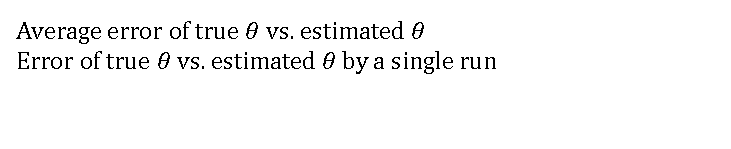 Average error of true θ vs. estimated θ
Error of true θ vs. estimated θ by a single run